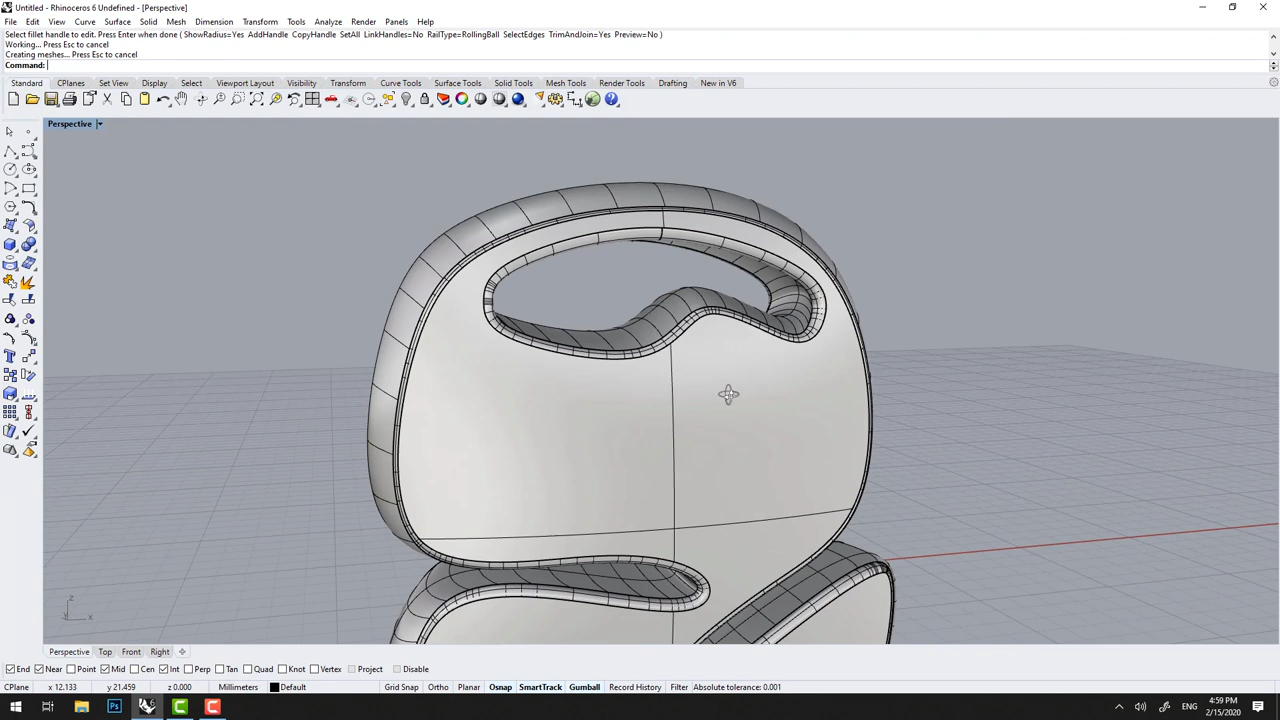 Untitled - Rhinoceros 6 Undefined - [Perspective]
File Edit View Curve Surface Solid Mesh Dimension Transform Tools Analyze Render Panels Help
Select fillet handle to edit. Press Enter when done ( ShowRadius=Yes AddHandle CopyHandle SetAll LinkHandles=No RailType=RollingBall SelectEdges TrimAndJoin=Yes Preview=No )
Working... Press Esc to cancel
Creating meshes... Press Esc to cancel
Command:
Standard CPlanes Set View Display Select Viewport Layout Visibility Transform Curve Tools Surface Tools Solid Tools Mesh Tools Render Tools Drafting New in V6
Perspective
z
y x
Perspective Top Front Right
End Near Point Mid Cen Int Perp Tan Quad Knot Vertex Project Disable
CPlane x 12.133 y 21.459 z 0.000 Millimeters Default Grid Snap Ortho Planar Osnap SmartTrack Gumball Record History Filter Absolute tolerance: 0.001
Ps ENG 4:59 PM
2/15/2020